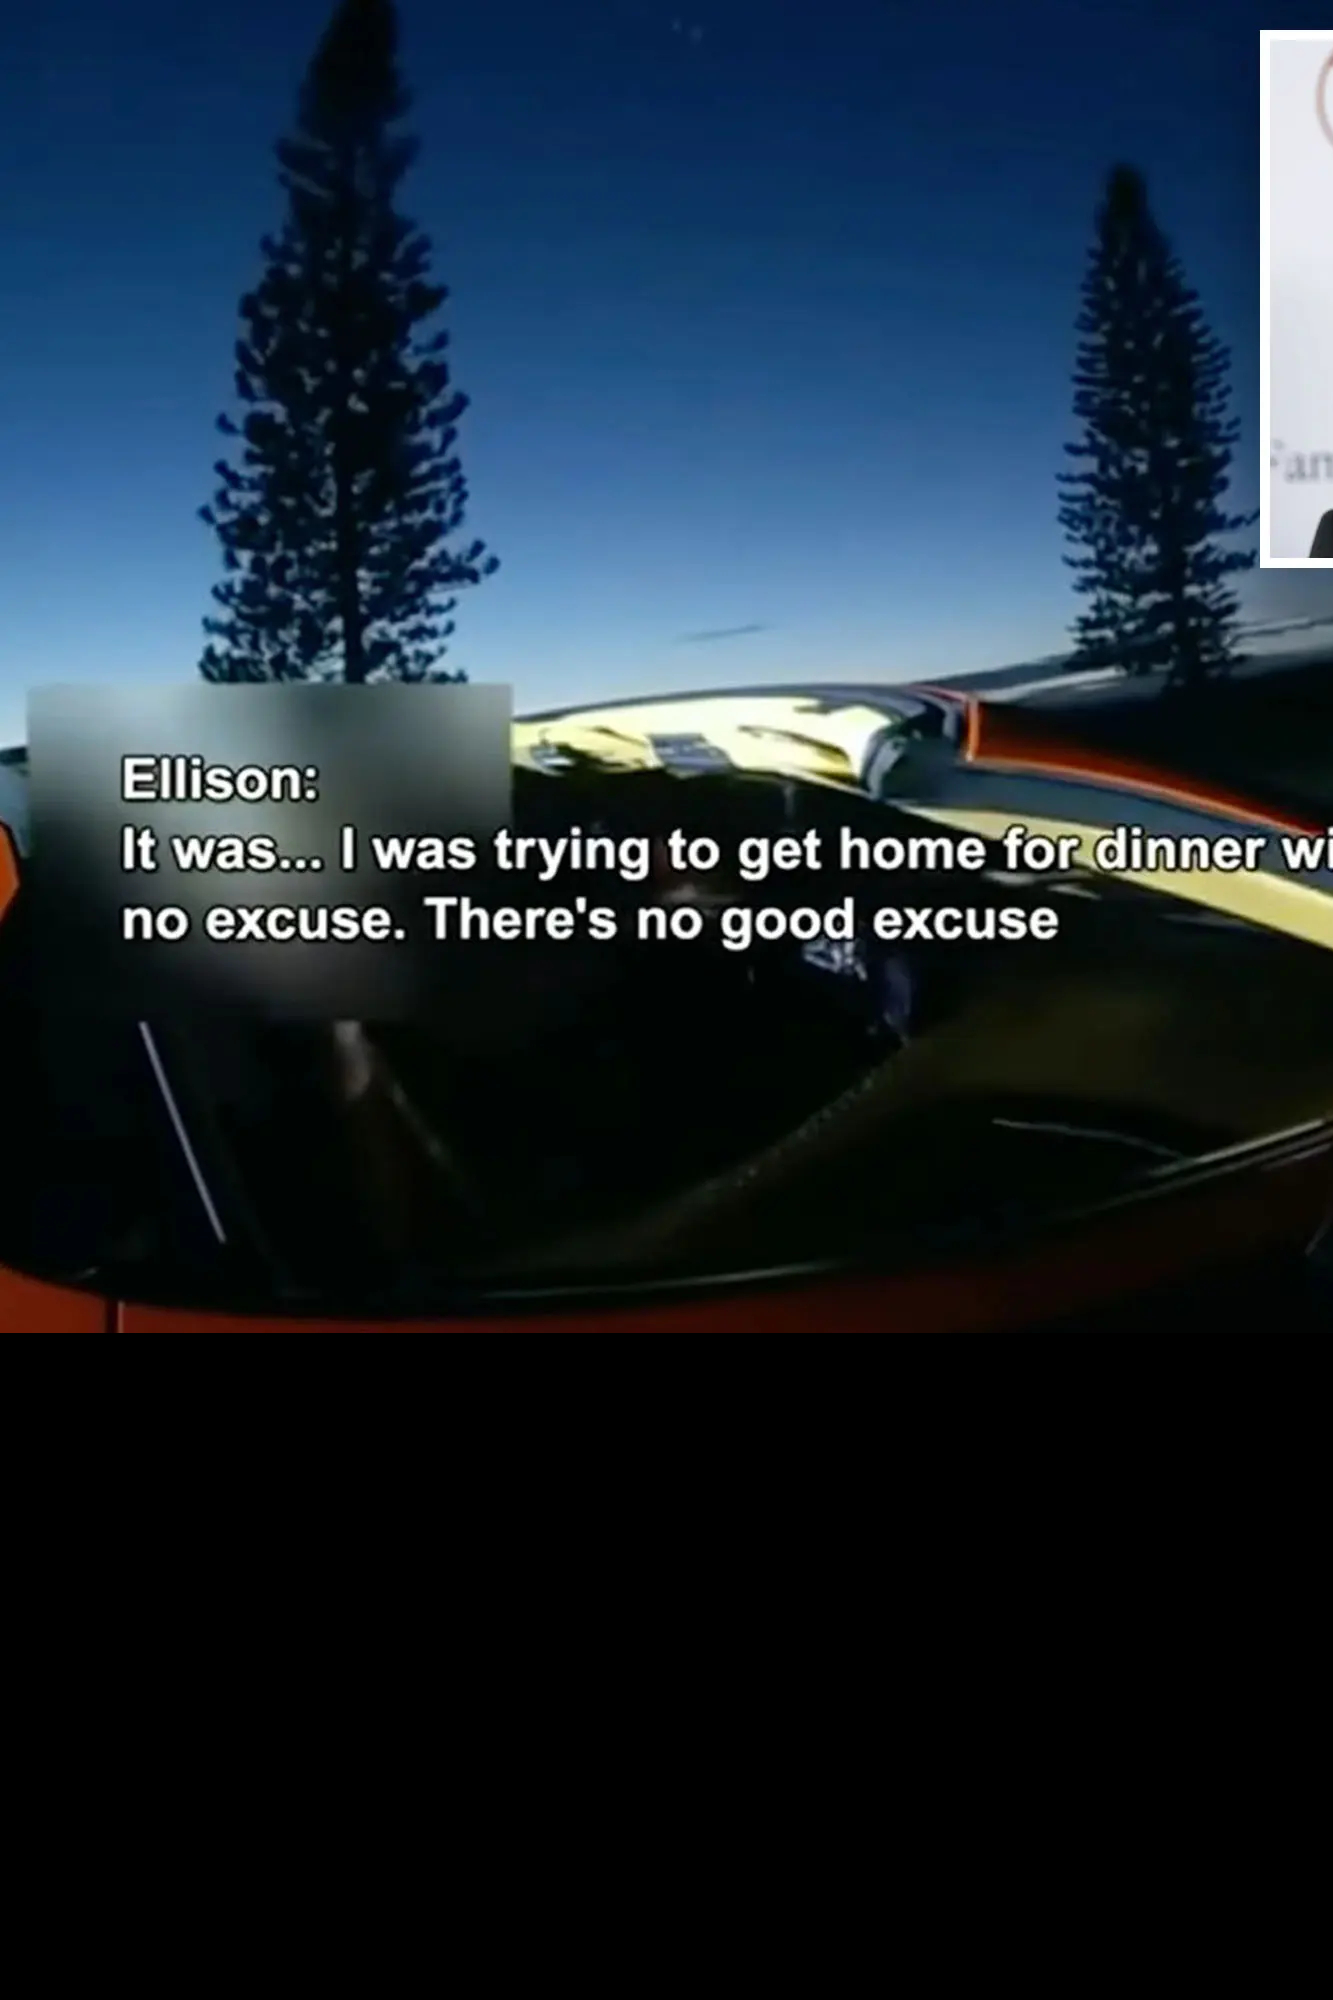 Ellison:
It was... I was trying to get home for dinner wi
no excuse. There's no good excuse